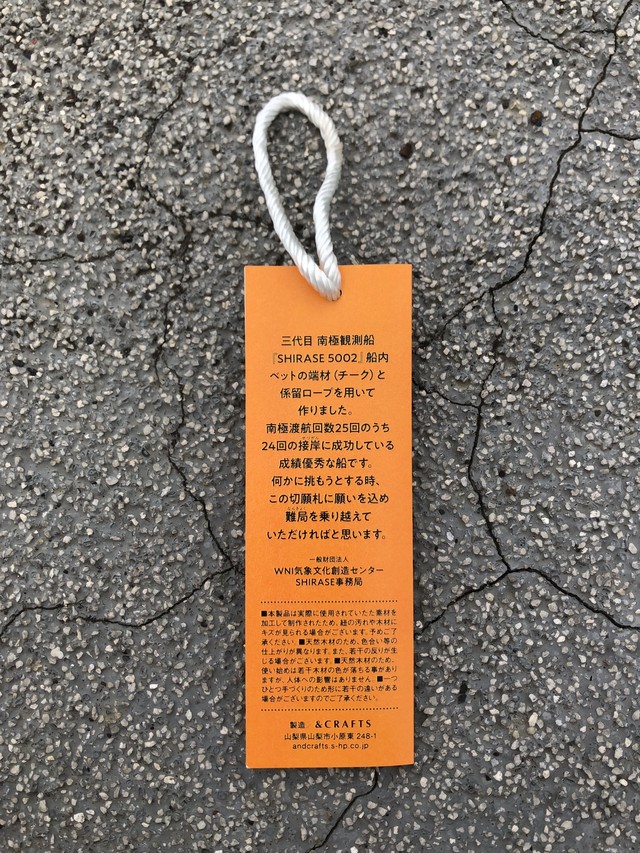 三代目 南極観測船
『SHIRASE 5002』船内
ベットの端材(チーク)と
係留ロープを用いて
作りました。
南極渡航回数25回のうち
24回の接岸に成功している
成績優秀な船です。
何かに挑もうとする時、
この切願札に願いを込め
難局を乗り越えて
いただければと思います。
一般財団法人
WNI気象文化創造センター
SHIRASE事務局
■本製品は実際に使用されていたた素材を
加工して制作されたため、紐の汚れや木材に
キズが見られる場合がございます。予めご了
承ください。■天然木材のため、色合い等の
仕上がりが異なります。また、若干の反りが生
じる場合がございます。■天然木材のため、
使い始めは若干木材の色が落ちる事があり
ますが、人体への影響はありません。■一つ
ひとつ手づくりのため形に若干の違いがある
場合がございますのでご了承ください。
製造 &CRAFTS
山梨県山梨市小原東 248-1
andcrafts.s-hp.co.jp